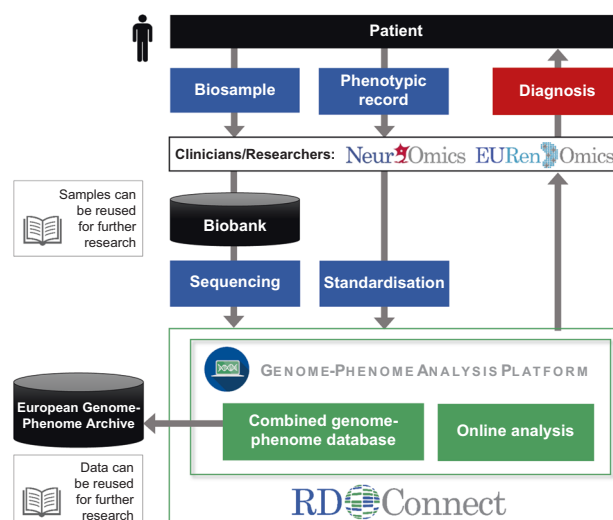 Patient
Biosample
Phenotypic
record
Diagnosis
Clinicians/Researchers: NeurOmics EURenOmics
Samples can
be reused
for further
research
Biobank
Sequencing
Standardisation
GENOME-PHENOME ANALYSIS PLATFORM
European Genome-
Phenome Archive
Combined genome-
phenome database
Online analysis
Data can
be reused
for further
research
RD Connect